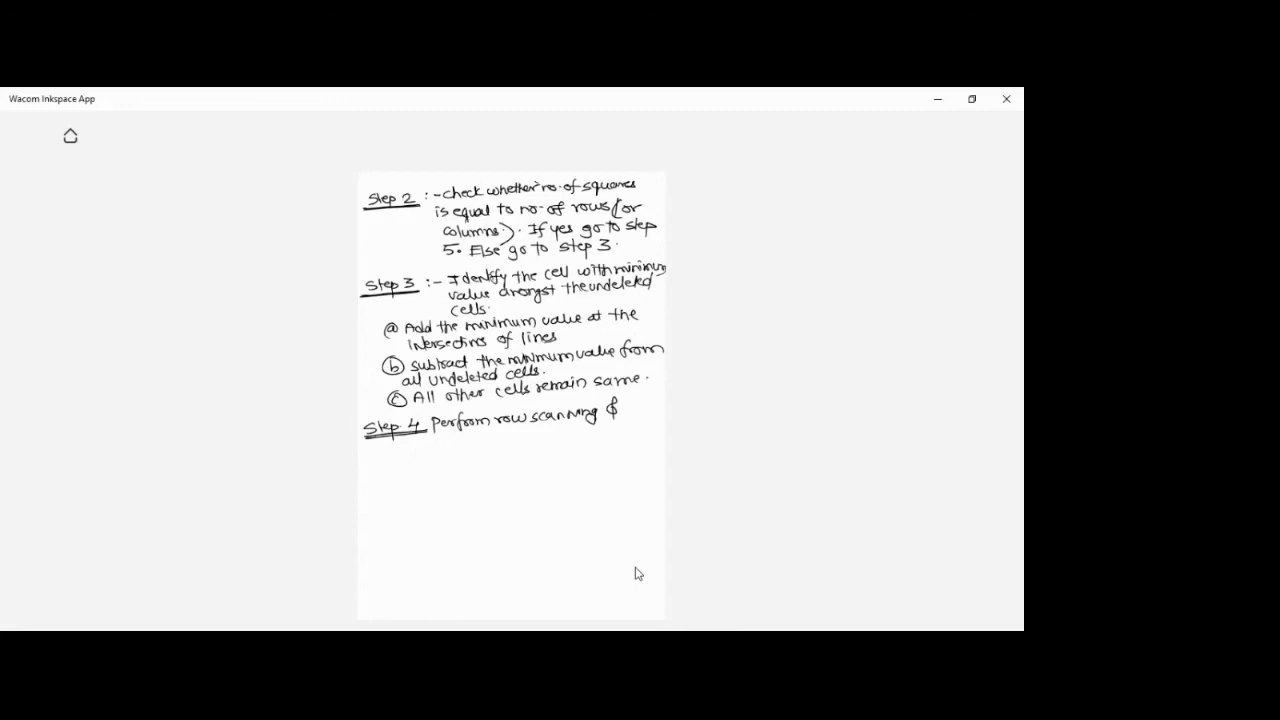 Wacom Inkspace App
Step 2 :- check whether no. of squares
is equal to no. of rows (or
columns). If yes go to step
5. Else go to step 3.
Step 3 :- Identify the cell with minimum
value amongst the undeleted
cells.
(a) Add the minimum value at the
intersections of lines
(b) subtract the minimum value from
all undeleted cells.
(c) All other cells remain same.
Step 4 Perform row scanning &